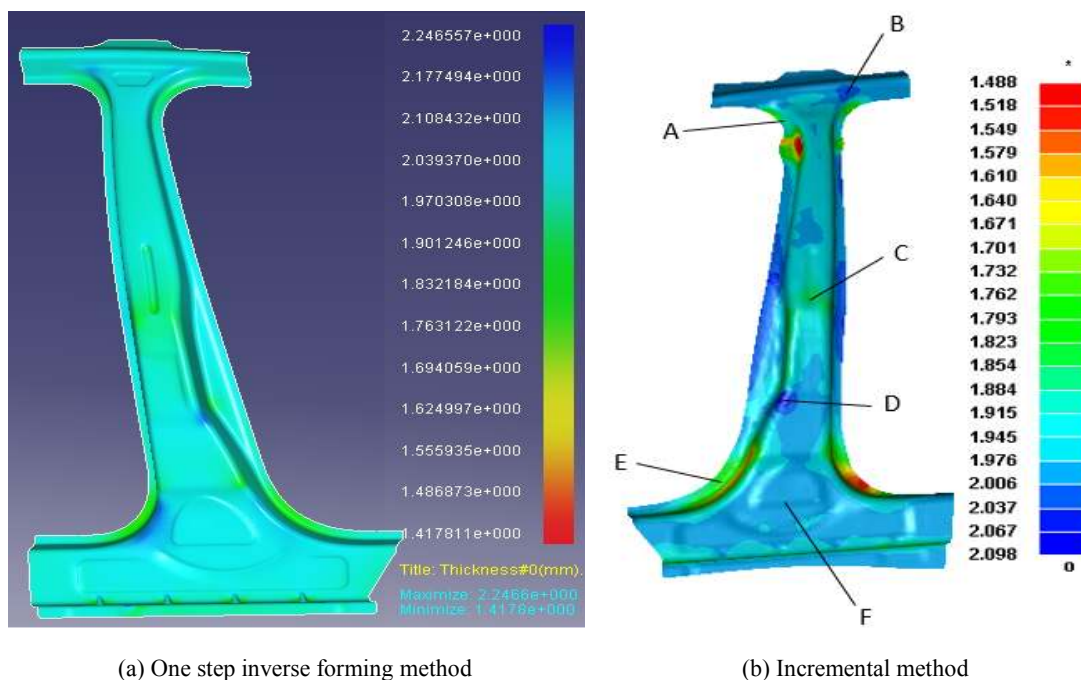 2.246557e+000
2.177494e+000
2.108432e+000
2.039370e+000
1.970308e+000
1.901246e+000
1.832184e+000
1.763122e+000
1.694059e+000
1.624997e+000
1.555935e+000
1.486873e+000
1.417811e+000
Title: Thickness#0(mm).
Maximize: 2.2466e+000
Minimize: 1.4178e+000
A
B
C
D
E
F
*
1.488
1.518
1.549
1.579
1.610
1.640
1.671
1.701
1.732
1.762
1.793
1.823
1.854
1.884
1.915
1.945
1.976
2.006
2.037
2.067
2.098
o
(a) One step inverse forming method
(b) Incremental method